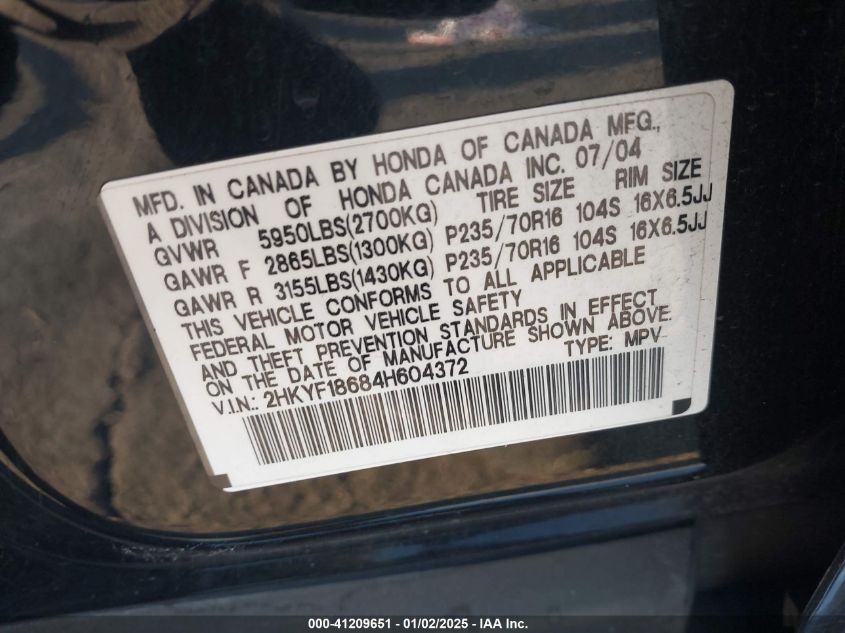 MFD. IN CANADA BY HONDA OF CANADA MFG.,
A DIVISION OF HONDA CANADA INC. 07/04
GVWR 5950LBS(2700KG) TIRE SIZE RIM SIZE
GAWR F 2865LBS(1300KG) P235/70R16 104S 16X6.5JJ
GAWR R 3155LBS(1430KG) P235/70R16 104S 16X6.5JJ
THIS VEHICLE CONFORMS TO ALL APPLICABLE
FEDERAL MOTOR VEHICLE SAFETY
AND THEFT PREVENTION STANDARDS IN EFFECT
ON THE DATE OF MANUFACTURE SHOWN ABOVE.
V.I.N.: 2HKYF18684H604372 TYPE: MPV
000-41209651 — 01/02/2025 — IAA Inc.